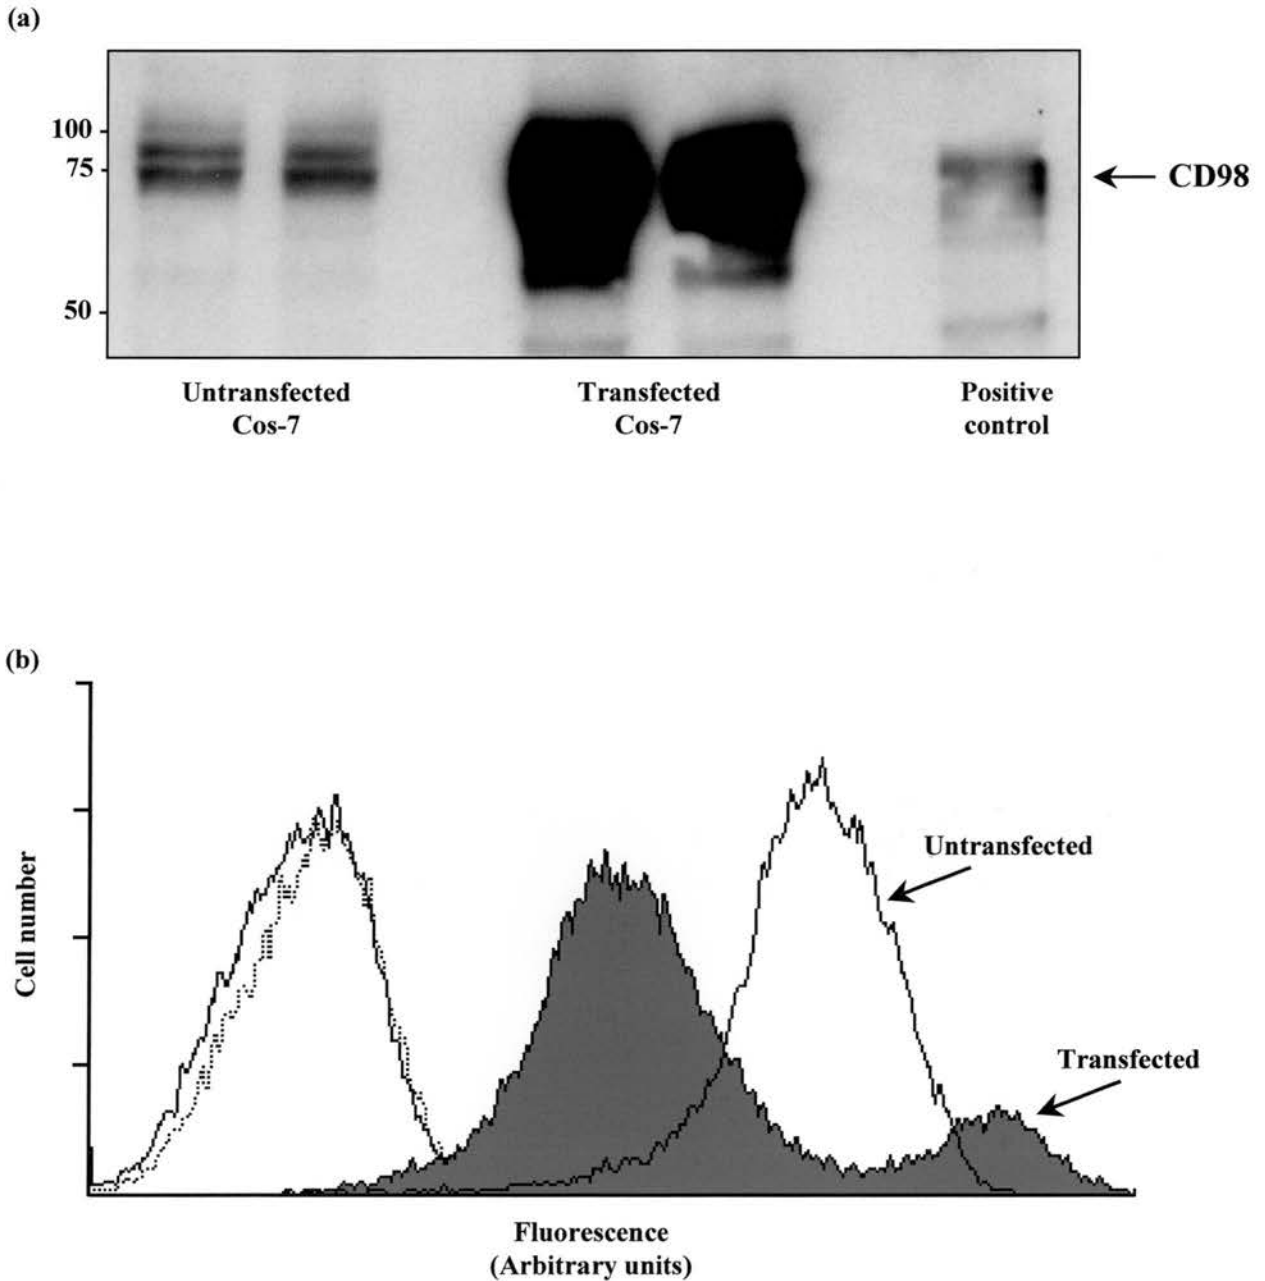 (a)
100
75
50
CD98
Untransfected
Cos-7
Transfected
Cos-7
Positive
control
(b)
Cell number
Untransfected
Transfected
Fluorescence
(Arbitrary units)